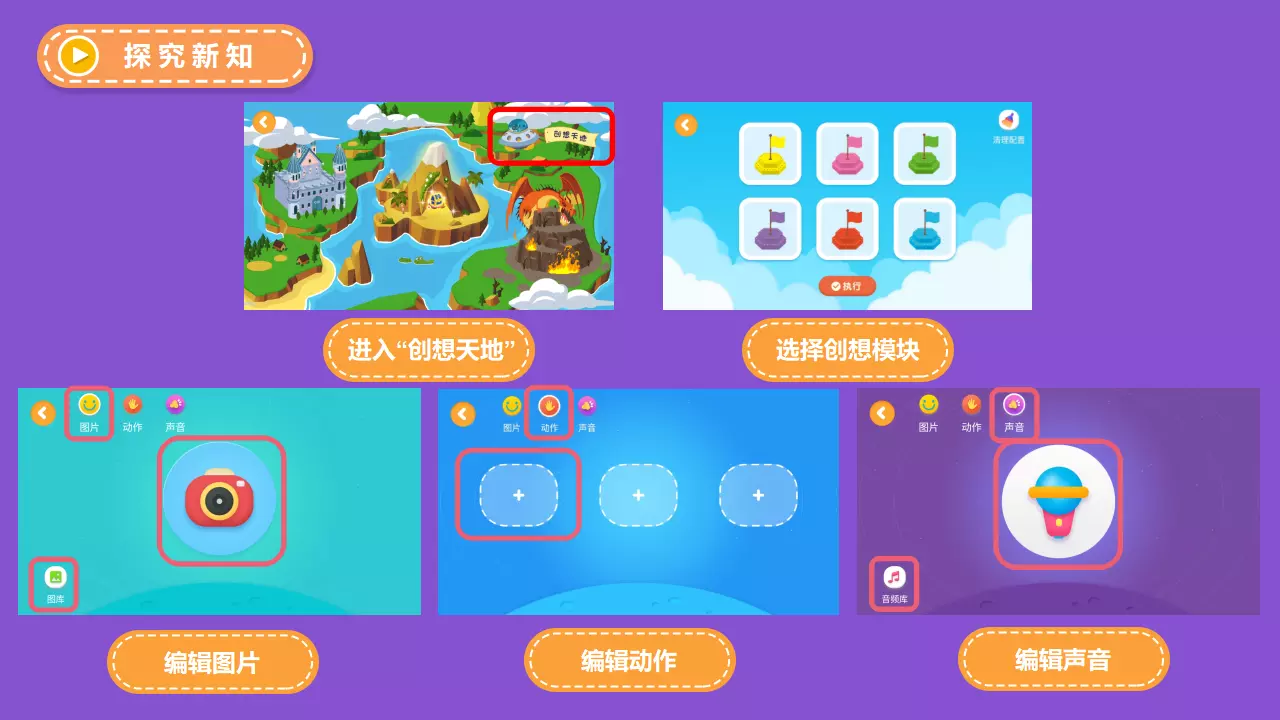 探究新知
创想天地
清理配置
执行
进入“创想天地”
选择创想模块
图片 动作 声音
图库
图片 动作 声音
图片 动作 声音
音频库
编辑图片
编辑动作
编辑声音